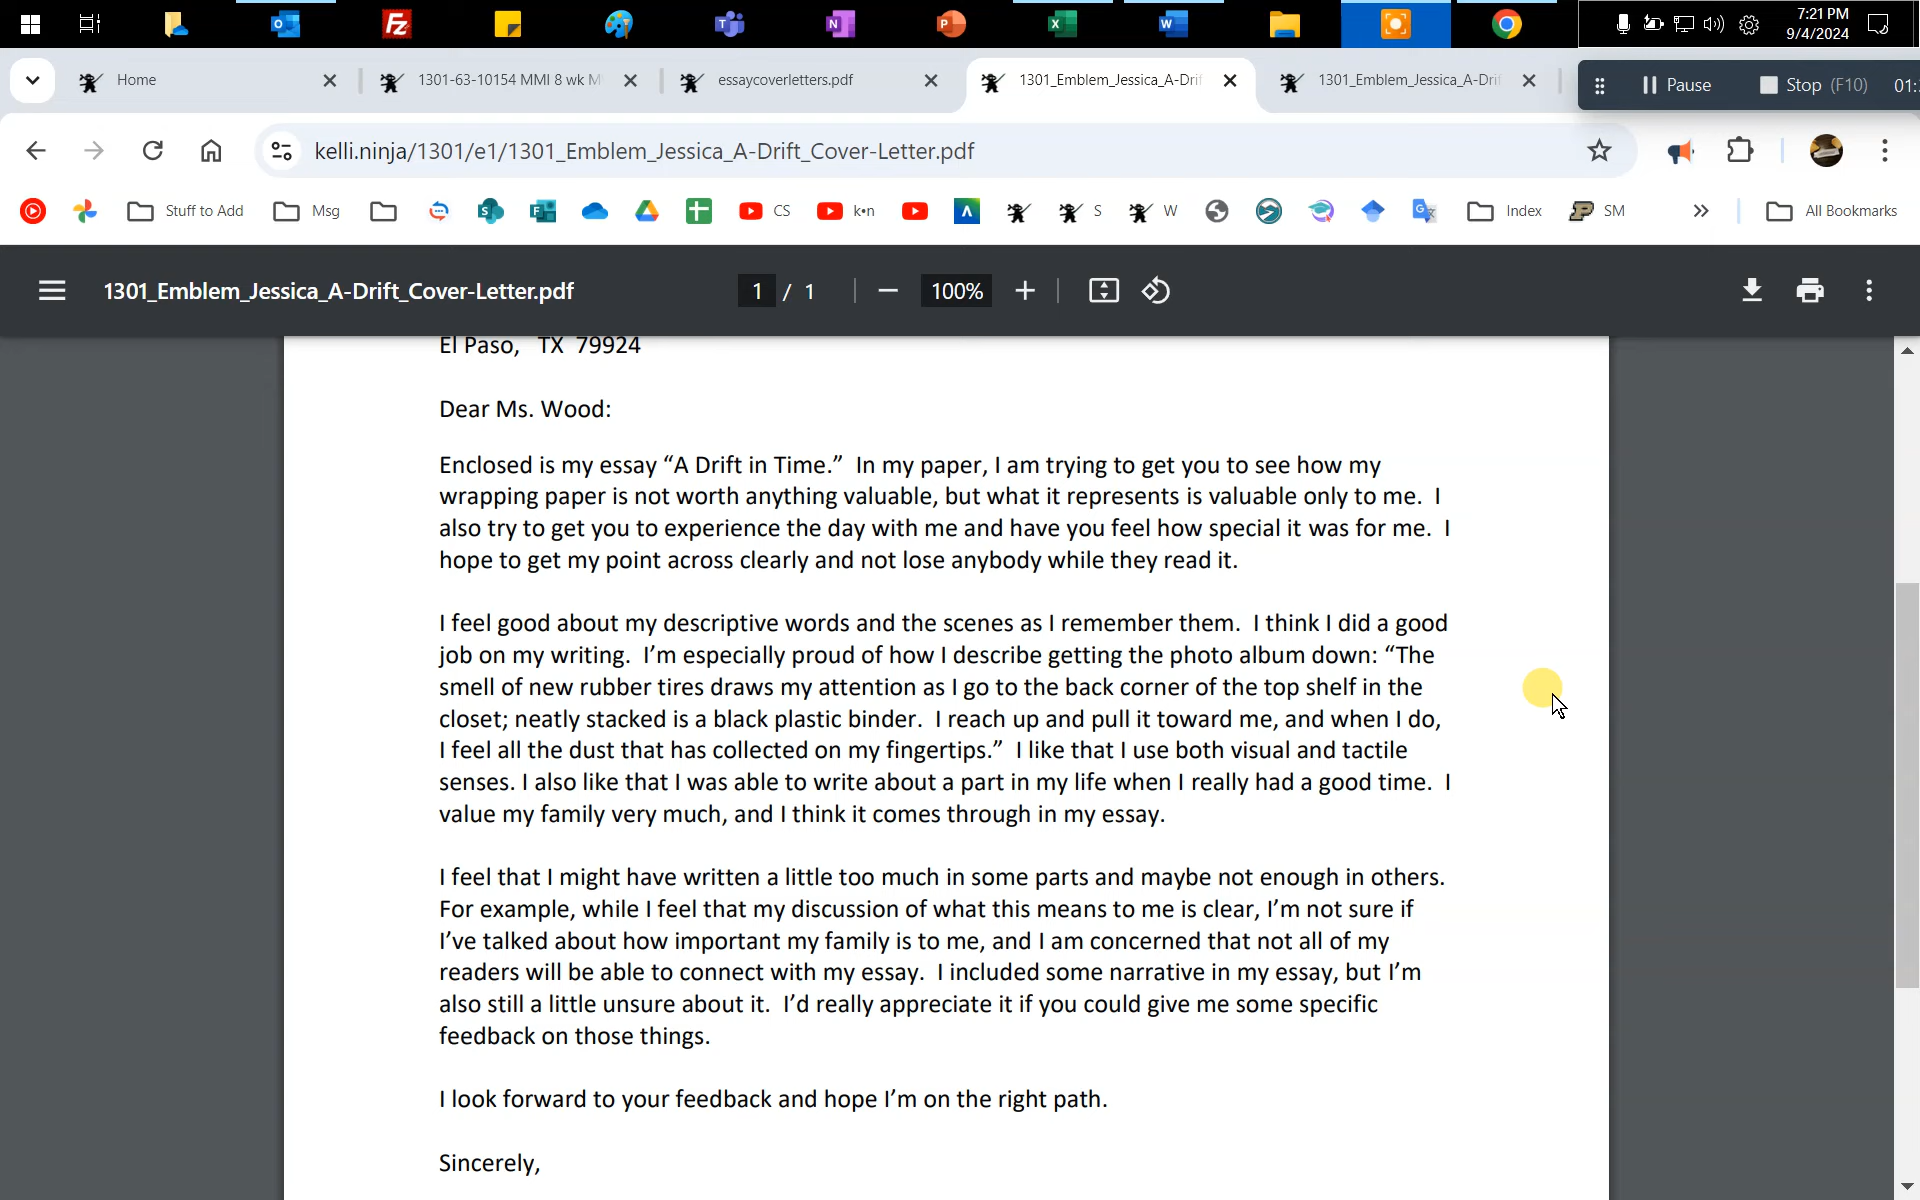 7:21 PM
9/4/2024
Home
1301-63-10154 MMI 8 wk M
essaycoverletters.pdf
1301_Emblem_Jessica_A-Dri
1301_Emblem_Jessica_A-Dri
Pause
Stop (F10)
01:
kelli.ninja/1301/e1/1301_Emblem_Jessica_A-Drift_Cover-Letter.pdf
Stuff to Add
Msg
CS
k•n
S
W
Index
SM
All Bookmarks
1301_Emblem_Jessica_A-Drift_Cover-Letter.pdf
1 / 1
100%
El Paso, TX 79924
Dear Ms. Wood:
Enclosed is my essay “A Drift in Time.” In my paper, I am trying to get you to see how my
wrapping paper is not worth anything valuable, but what it represents is valuable only to me. I
also try to get you to experience the day with me and have you feel how special it was for me. I
hope to get my point across clearly and not lose anybody while they read it.
I feel good about my descriptive words and the scenes as I remember them. I think I did a good
job on my writing. I’m especially proud of how I describe getting the photo album down: “The
smell of new rubber tires draws my attention as I go to the back corner of the top shelf in the
closet; neatly stacked is a black plastic binder. I reach up and pull it toward me, and when I do,
I feel all the dust that has collected on my fingertips.” I like that I use both visual and tactile
senses. I also like that I was able to write about a part in my life when I really had a good time. I
value my family very much, and I think it comes through in my essay.
I feel that I might have written a little too much in some parts and maybe not enough in others.
For example, while I feel that my discussion of what this means to me is clear, I’m not sure if
I’ve talked about how important my family is to me, and I am concerned that not all of my
readers will be able to connect with my essay. I included some narrative in my essay, but I’m
also still a little unsure about it. I’d really appreciate it if you could give me some specific
feedback on those things.
I look forward to your feedback and hope I’m on the right path.
Sincerely,